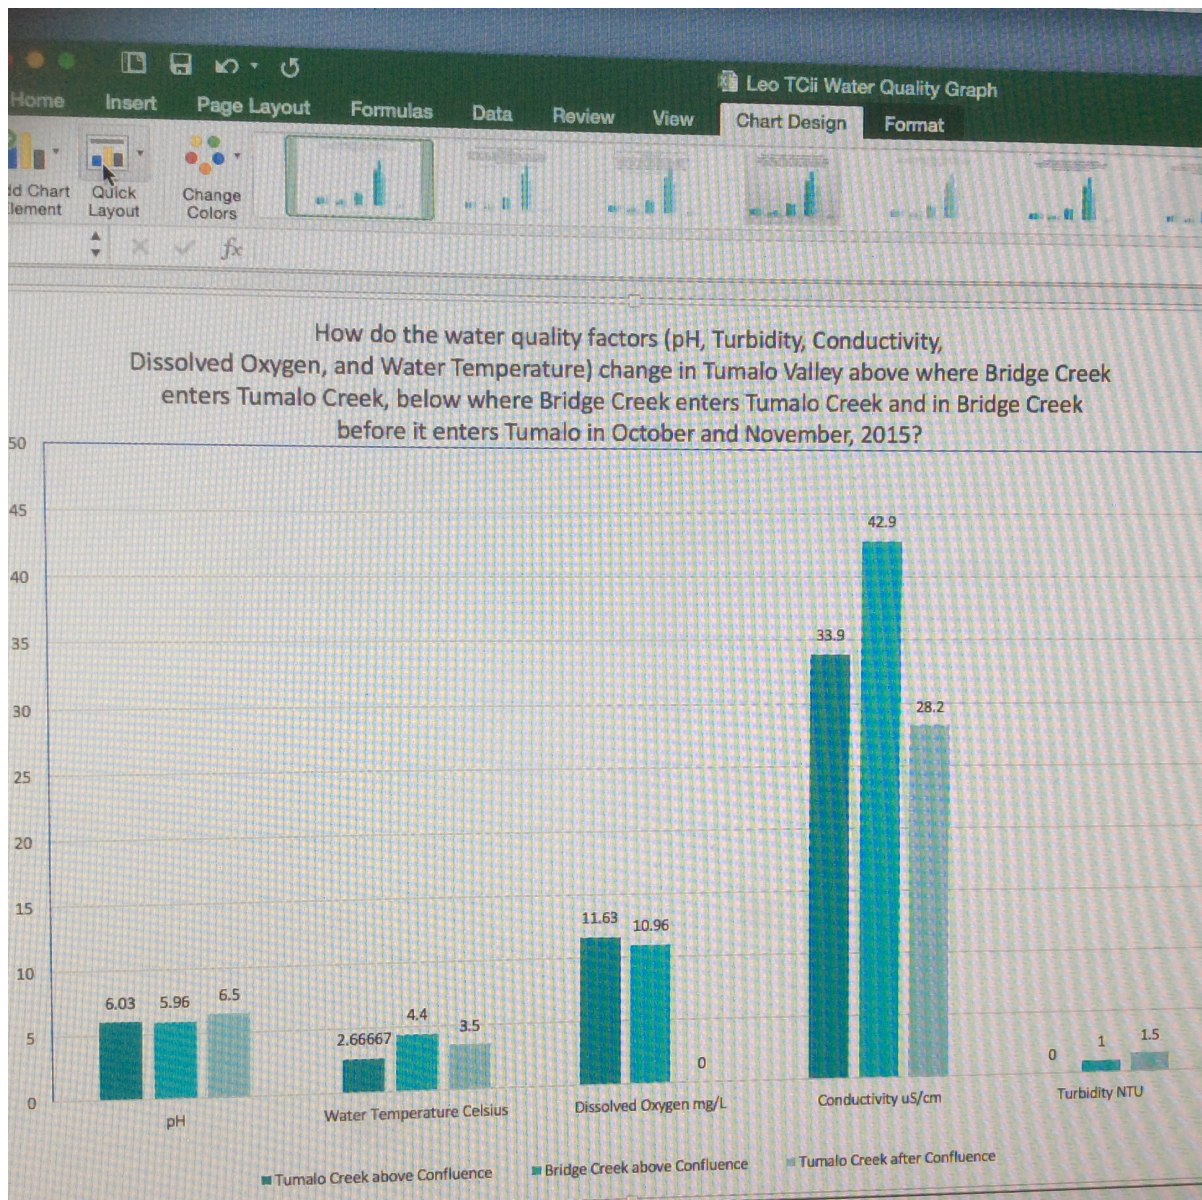 Leo TCii Water Quality Graph
Home Insert Page Layout Formulas Data Review View Chart Design Format
Quick Layout
Change Colors
fx
How do the water quality factors (pH, Turbidity, Conductivity,
Dissolved Oxygen, and Water Temperature) change in Tumalo Valley above where Bridge Creek
enters Tumalo Creek, below where Bridge Creek enters Tumalo Creek and in Bridge Creek
before it enters Tumalo in October and November, 2015?
50
45
40
35
30
25
20
15
10
5
0
6.03 5.96 6.5
2.66667 4.4 3.5
11.63 10.96 0
33.9 42.9 28.2
0 1 1.5
pH
Water Temperature Celsius
Dissolved Oxygen mg/L
Conductivity uS/cm
Turbidity NTU
Tumalo Creek above Confluence
Bridge Creek above Confluence
Tumalo Creek after Confluence